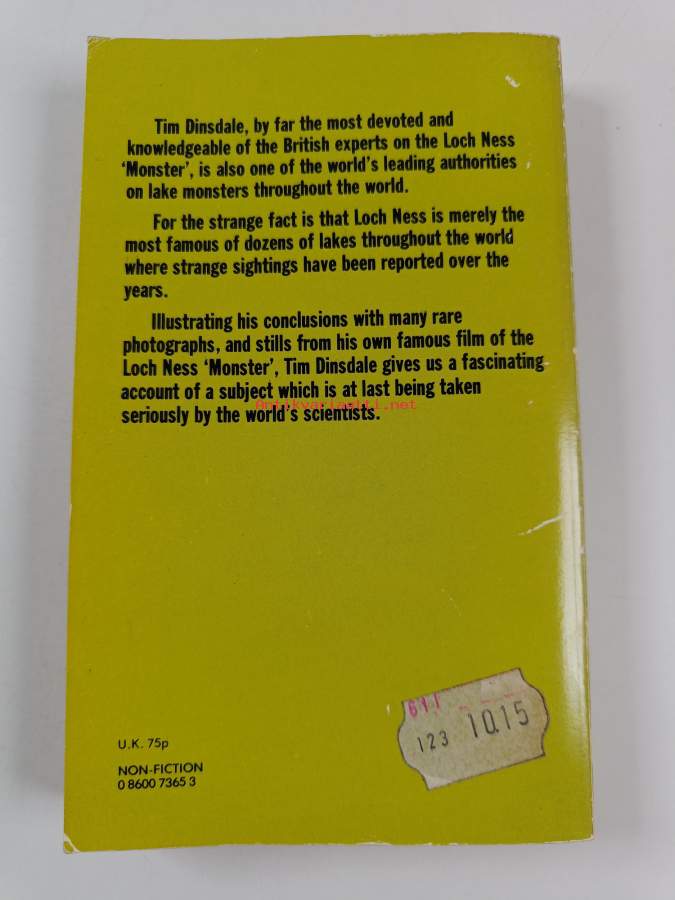 Tim Dinsdale, by far the most devoted and
knowledgeable of the British experts on the Loch Ness
‘Monster’, is also one of the world’s leading authorities
on lake monsters throughout the world.
For the strange fact is that Loch Ness is merely the
most famous of dozens of lakes throughout the world
where strange sightings have been reported over the
years.
Illustrating his conclusions with many rare
photographs, and stills from his own famous film of the
Loch Ness ‘Monster’, Tim Dinsdale gives us a fascinating
account of a subject which is at last being taken
seriously by the world’s scientists.
Antikvariaatti.net
U.K. 75p
NON-FICTION
0 8600 7365 3
123 10.15